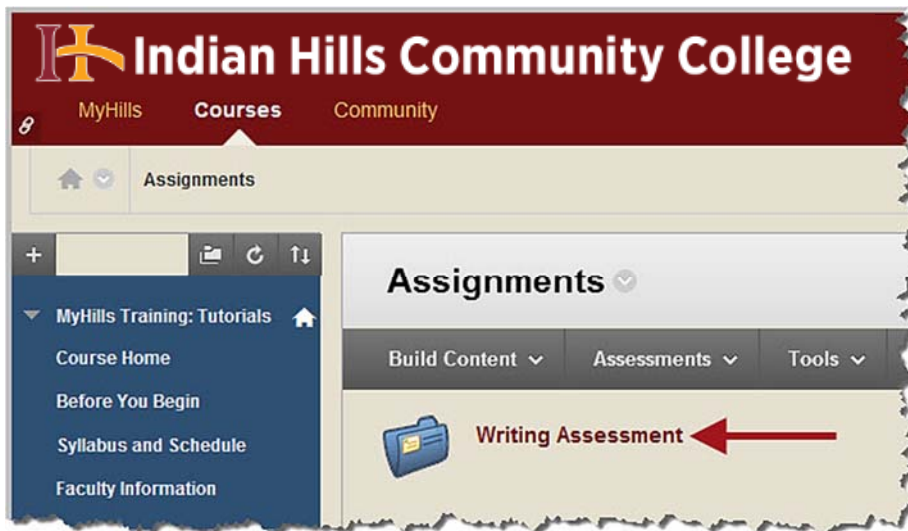 Indian Hills Community College
MyHills Courses Community
Assignments
MyHills Training: Tutorials
Course Home
Before You Begin
Syllabus and Schedule
Faculty Information
Assignments
Build Content Assessments Tools
Writing Assessment